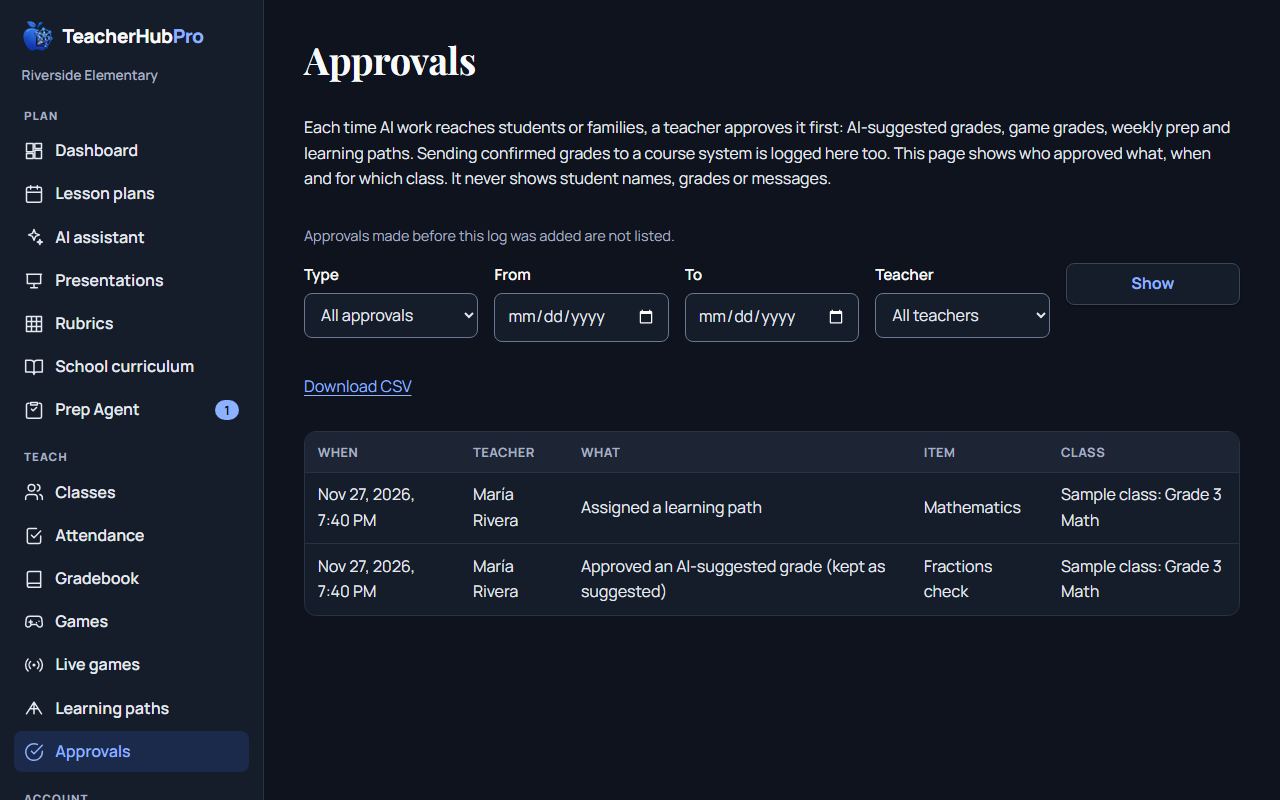 TeacherHubPro
Riverside Elementary
PLAN
Dashboard
Lesson plans
AI assistant
Presentations
Rubrics
School curriculum
Prep Agent
1
TEACH
Classes
Attendance
Gradebook
Games
Live games
Learning paths
Approvals
ACCOUNT
Approvals
Each time AI work reaches students or families, a teacher approves it first: AI-suggested grades, game grades, weekly prep and
learning paths. Sending confirmed grades to a course system is logged here too. This page shows who approved what, when
and for which class. It never shows student names, grades or messages.
Approvals made before this log was added are not listed.
Type From To Teacher
All approvals mm/dd/yyyy mm/dd/yyyy All teachers Show
Download CSV
WHEN TEACHER WHAT ITEM CLASS
Nov 27, 2026, María Sample class: Grade 3
Assigned a learning path Mathematics
7:40 PM Rivera Math
Nov 27, 2026, María Approved an AI-suggested grade (kept as Fractions Sample class: Grade 3
7:40 PM Rivera suggested) check Math